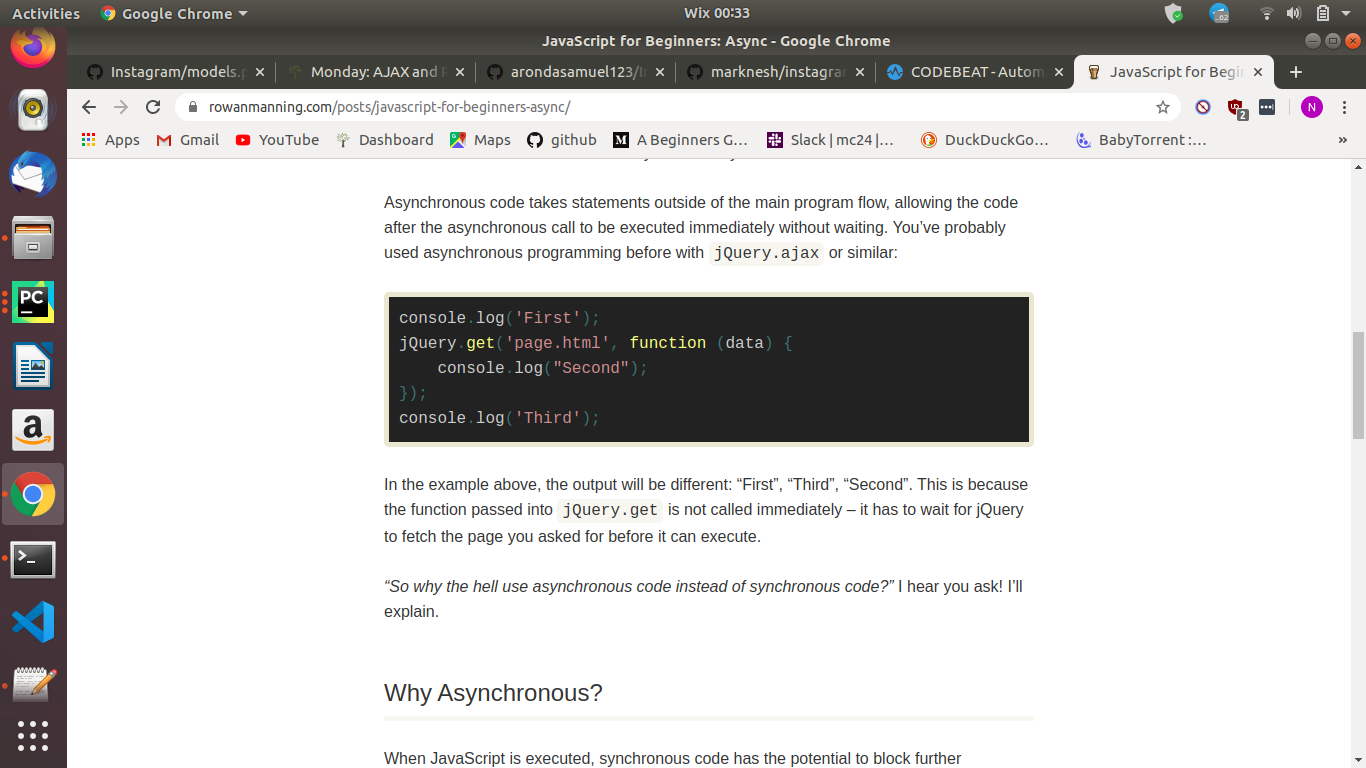 Activities Google Chrome Wix 00:33 .62
JavaScript for Beginners: Async - Google Chrome
Instagram/models.p Monday: AJAX and arondasamuel123/I marknesh/instagra CODEBEAT - Autom JavaScript for Begi
rowanmanning.com/posts/javascript-for-beginners-async/ 2 N
Apps Gmail YouTube Dashboard Maps github A Beginners G... Slack | mc24 |... DuckDuckGo... BabyTorrent :... »
Asynchronous code takes statements outside of the main program flow, allowing the code
after the asynchronous call to be executed immediately without waiting. You’ve probably
used asynchronous programming before with jQuery.ajax or similar:
console.log('First');
jQuery.get('page.html', function (data) {
console.log("Second");
});
console.log('Third');
In the example above, the output will be different: “First”, “Third”, “Second”. This is because
the function passed into jQuery.get is not called immediately – it has to wait for jQuery
to fetch the page you asked for before it can execute.
“So why the hell use asynchronous code instead of synchronous code?” I hear you ask! I’ll
explain.
Why Asynchronous?
When JavaScript is executed, synchronous code has the potential to block further